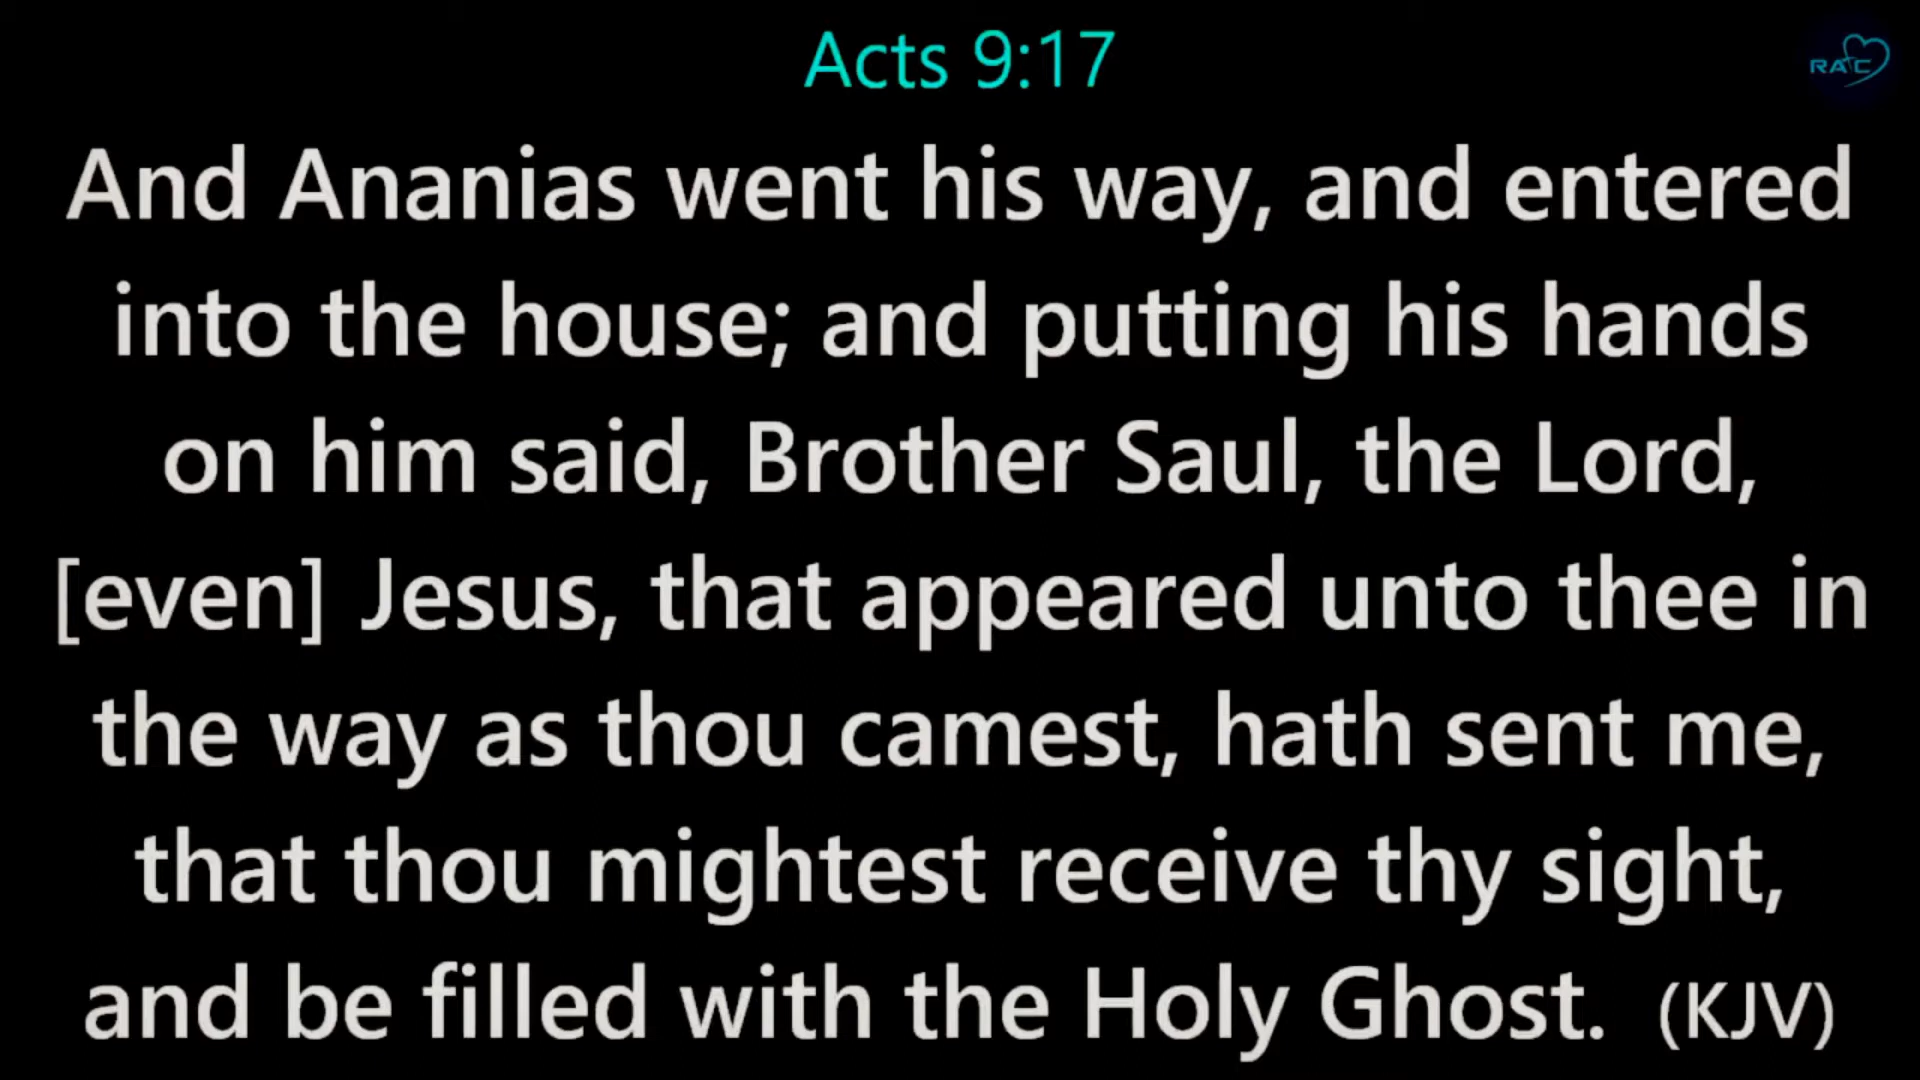 Acts 9:17
RAC
And Ananias went his way, and entered
into the house; and putting his hands
on him said, Brother Saul, the Lord,
[even] Jesus, that appeared unto thee in
the way as thou camest, hath sent me,
that thou mightest receive thy sight,
and be filled with the Holy Ghost. (KJV)